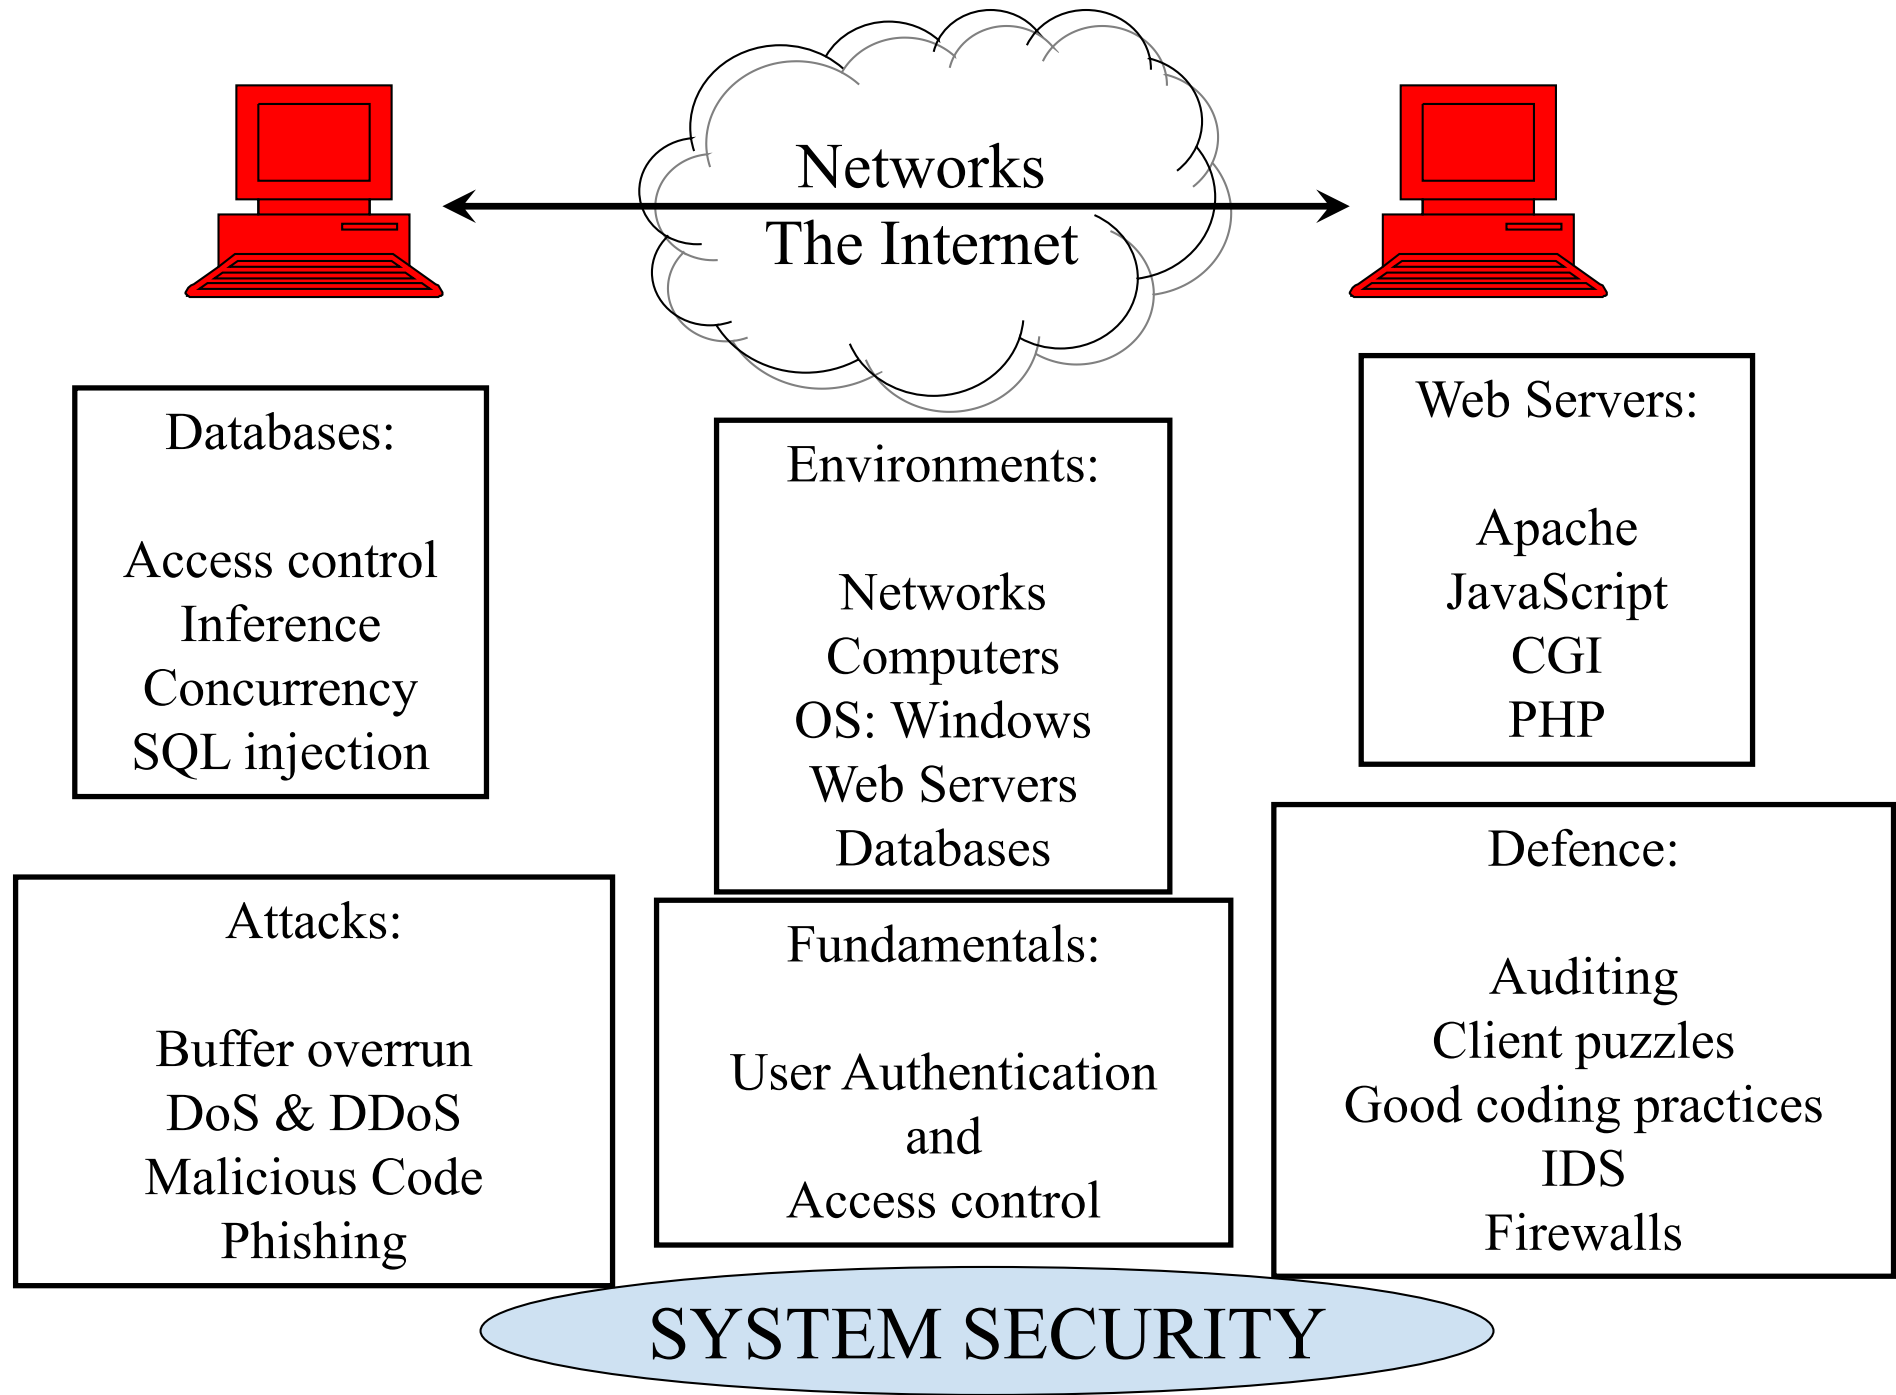 Networks
The Internet
Databases:
Access control
Inference
Concurrency
SQL injection
Environments:
Networks
Computers
OS: Windows
Web Servers
Databases
Web Servers:
Apache
JavaScript
CGI
PHP
Attacks:
Buffer overrun
DoS & DDoS
Malicious Code
Phishing
Fundamentals:
User Authentication
and
Access control
Defence:
Auditing
Client puzzles
Good coding practices
IDS
Firewalls
SYSTEM SECURITY